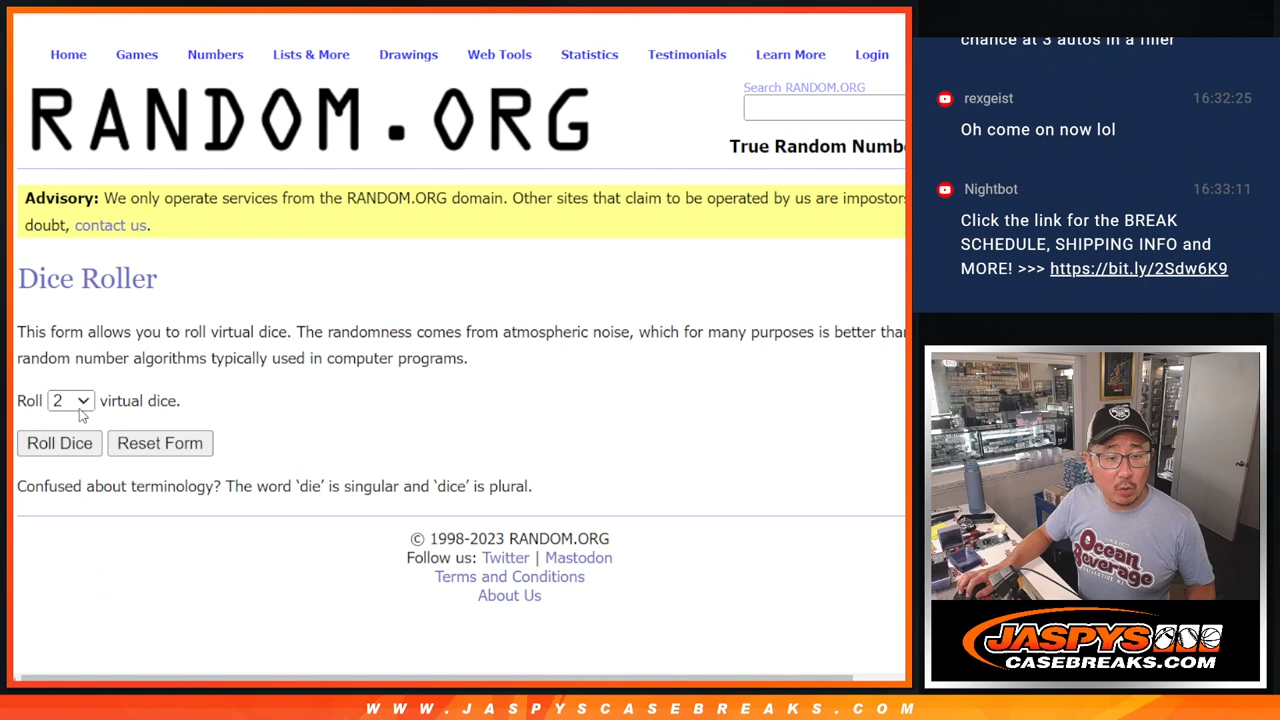 Home Games Numbers Lists & More Drawings Web Tools Statistics Testimonials Learn More Login
RANDOM.ORG
Search RANDOM.ORG
True Random Numb
Advisory: We only operate services from the RANDOM.ORG domain. Other sites that claim to be operated by us are impostors
doubt, contact us.
Dice Roller
This form allows you to roll virtual dice. The randomness comes from atmospheric noise, which for many purposes is better than
random number algorithms typically used in computer programs.
Roll 2 virtual dice.
Roll Dice Reset Form
Confused about terminology? The word ‘die’ is singular and ‘dice’ is plural.
© 1998-2023 RANDOM.ORG
Follow us: Twitter | Mastodon
Terms and Conditions
About Us
chance at 3 autos in a filler
rexgeist 16:32:25
Oh come on now lol
Nightbot 16:33:11
Click the link for the BREAK
SCHEDULE, SHIPPING INFO and
MORE! >>> https://bit.ly/2Sdw6K9
Ocean
Beverage
JASPYS
CASEBREAKS.COM
WWW.JASPYSCASEBREAKS.COM